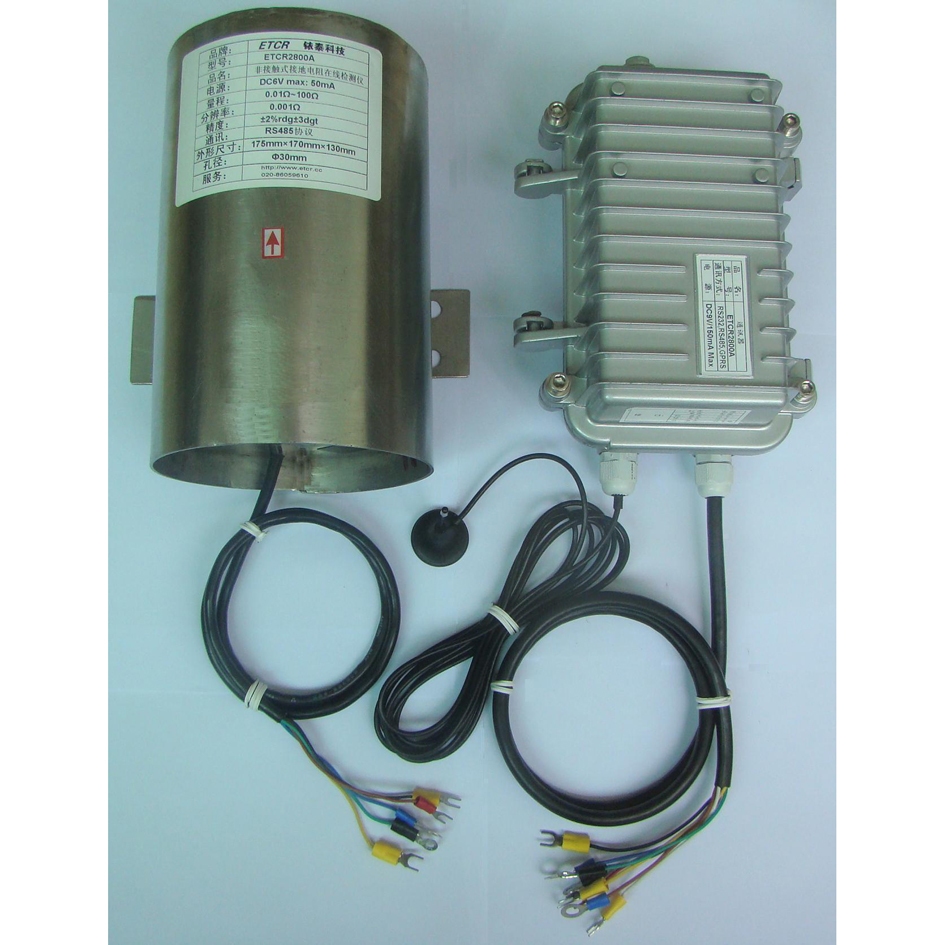 品牌: ETCR 铱泰科技
型号: ETCR2800A
品名: 非接触式接地电阻在线检测仪
电源: DC6V max: 50mA
量程: 0.01Ω~100Ω
分辨率: 0.001Ω
精度: ±2%rdg±3dgt
通讯: RS485协议
外形尺寸: 175mm×170mm×130mm
孔径: Φ30mm
服务: http://www.etcr.cc
020-86059610
品 名: 通讯器
型 号: ETCR2800A
通讯方式: RS232,RS485,GPRS
电 源: DC9V/150mA Max